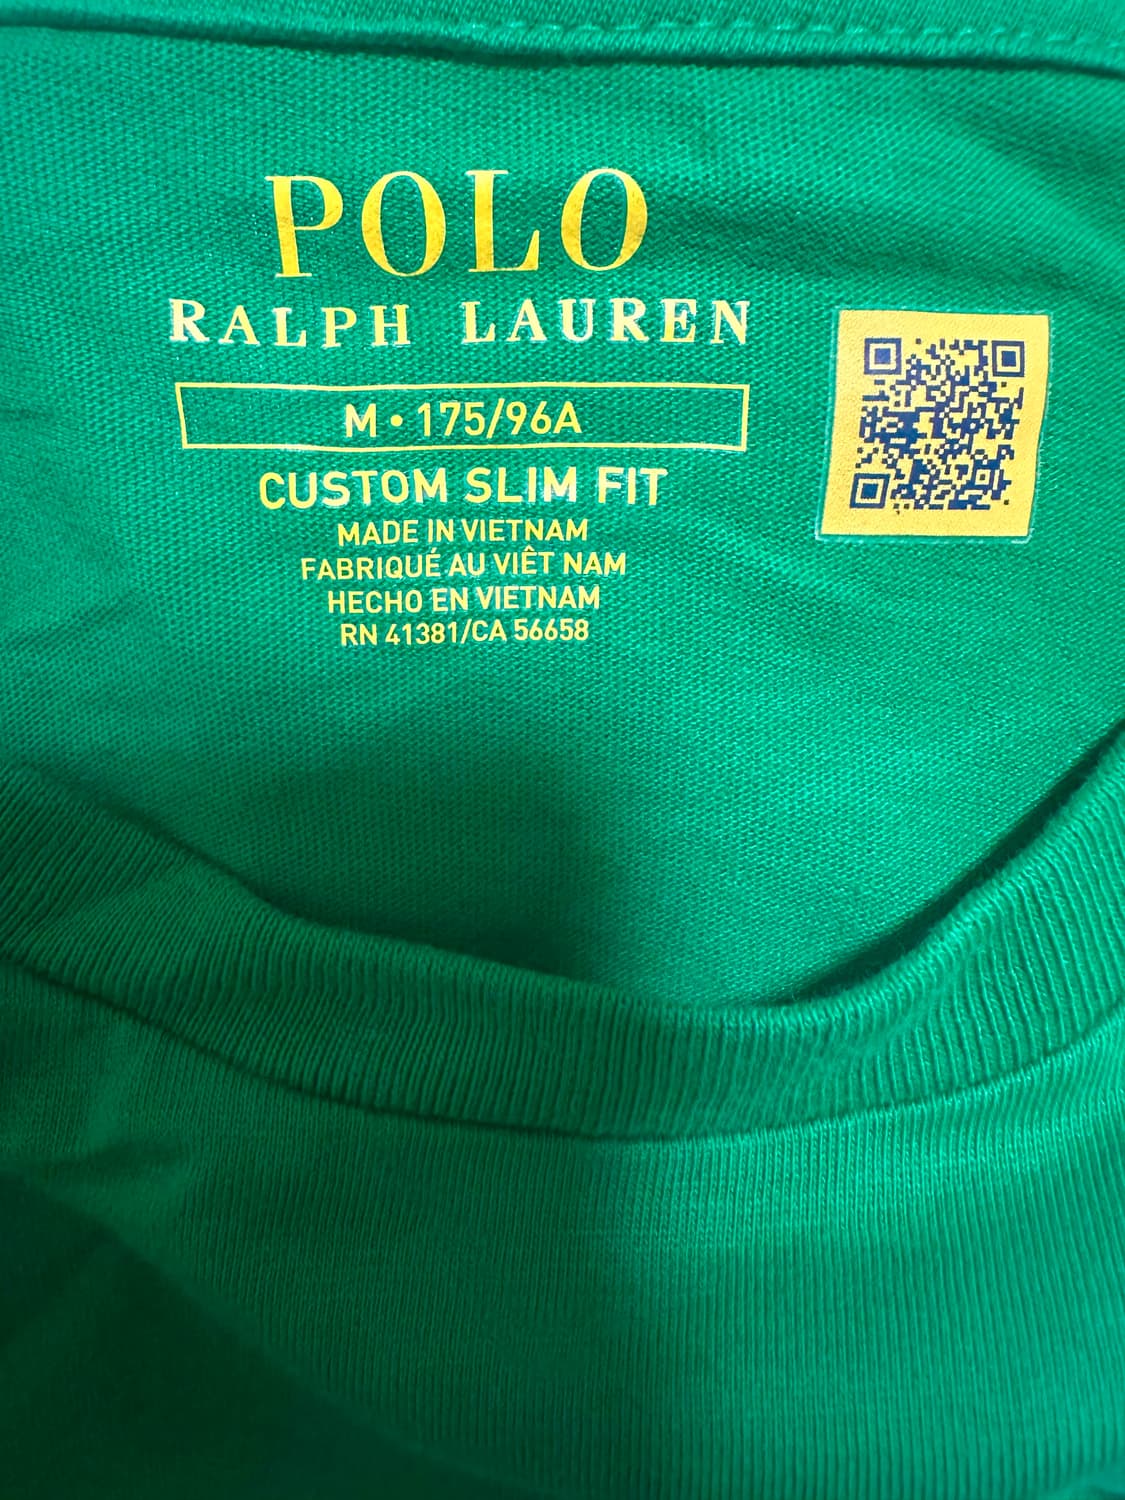 POLO
RALPH LAUREN
M • 175/96A
CUSTOM SLIM FIT
MADE IN VIETNAM
FABRIQUÉ AU VIÊT NAM
HECHO EN VIETNAM
RN 41381/CA 56658